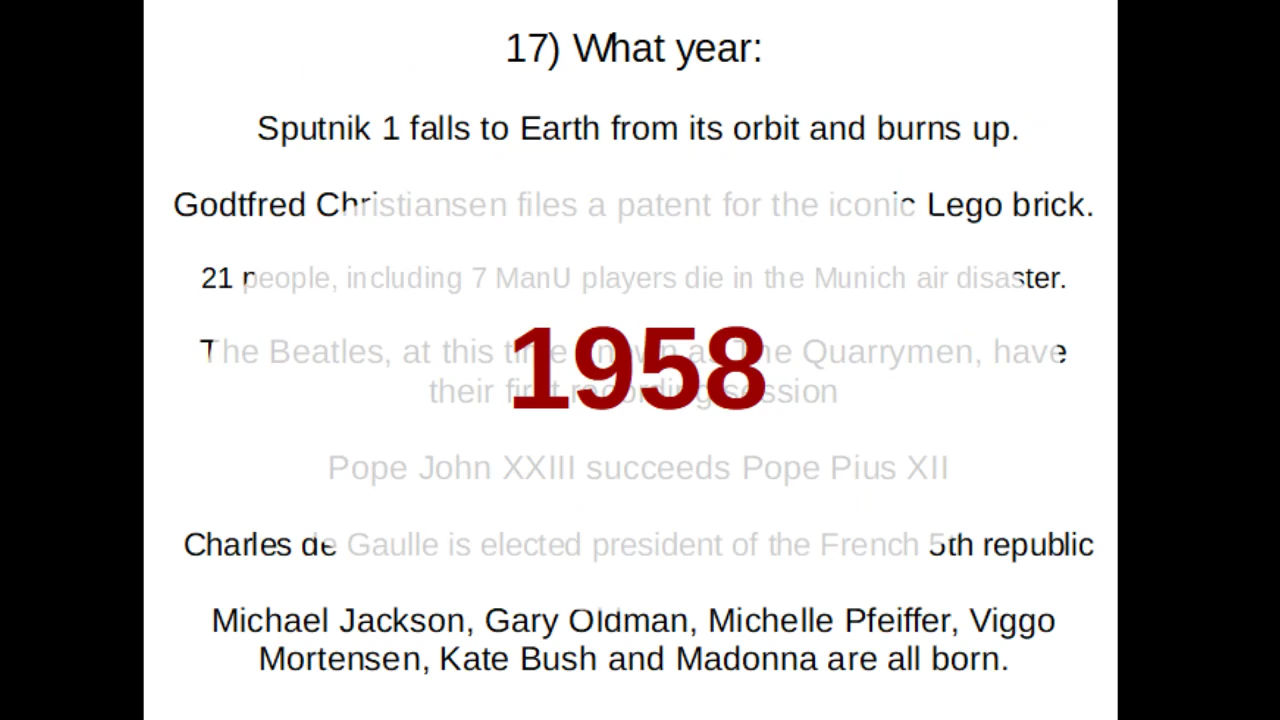 17) What year:
Sputnik 1 falls to Earth from its orbit and burns up.
Godtfred Christiansen files a patent for the iconic Lego brick.
21 people, including 7 ManU players die in the Munich air disaster.
The Beatles, at this time known as The Quarrymen, have
their first recording session
1958
Pope John XXIII succeeds Pope Pius XII
Charles de Gaulle is elected president of the French 5th republic
Michael Jackson, Gary Oldman, Michelle Pfeiffer, Viggo
Mortensen, Kate Bush and Madonna are all born.